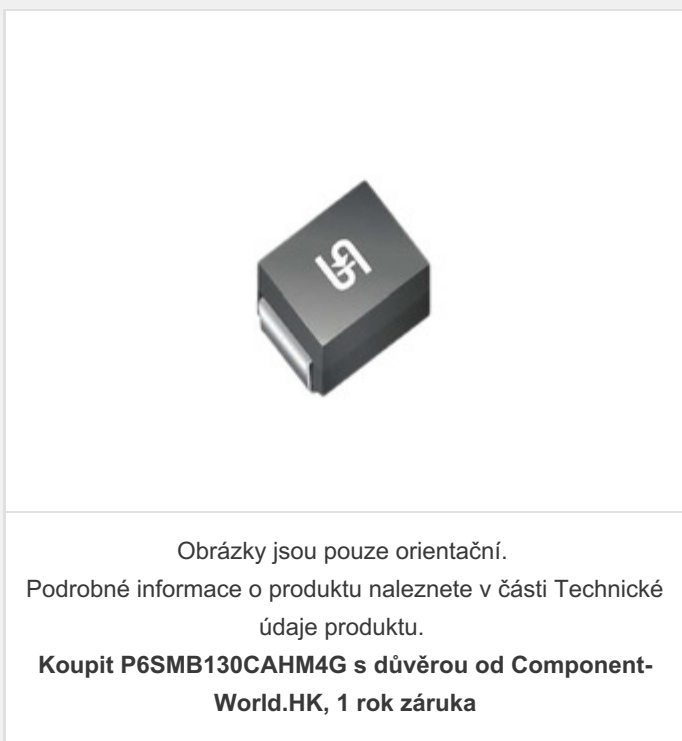 Obrázky jsou pouze orientační.
Podrobné informace o produktu naleznete v části Technické
údaje produktu.
Koupit P6SMB130CAHM4G s důvěrou od Component-
World.HK, 1 rok záruka